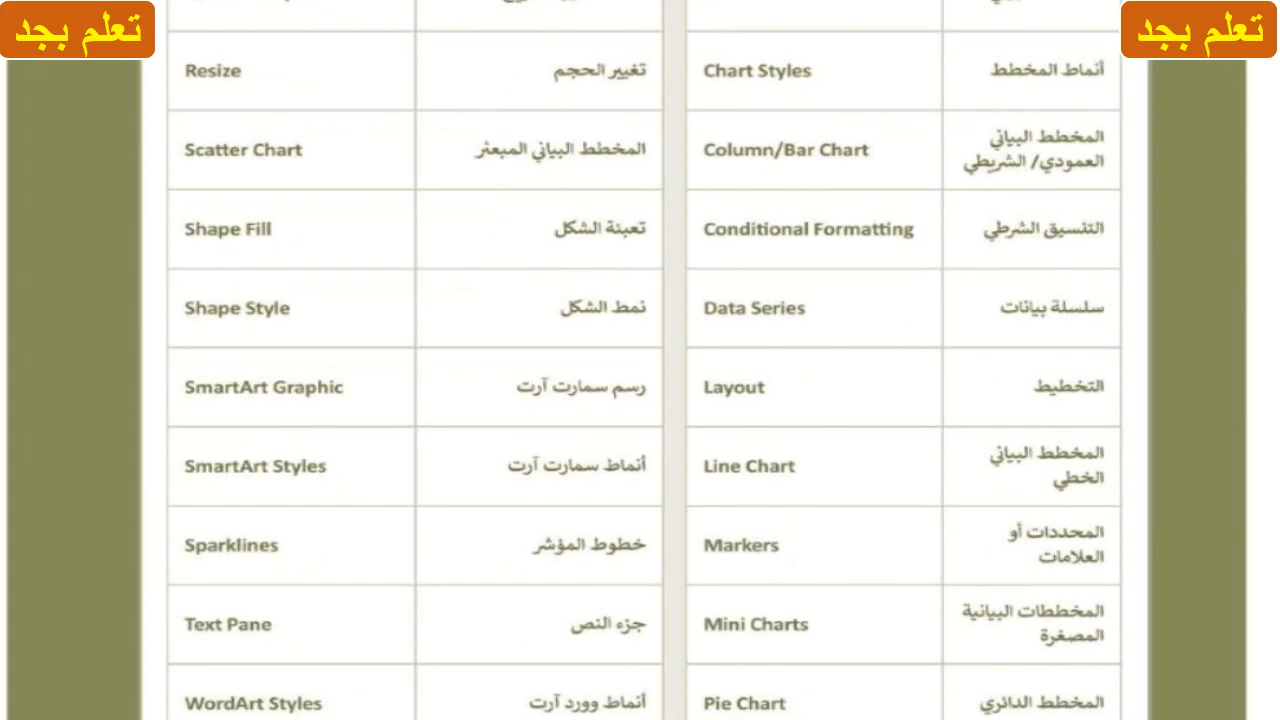 تعلم بجد
تعلم بجد
أنماط المخطط
Chart Styles
تغيير الحجم
Resize
المخطط البياني
العمودي/ الشريطي
Column/Bar Chart
المخطط البياني المبعثر
Scatter Chart
التنسيق الشرطي
Conditional Formatting
تعبئة الشكل
Shape Fill
سلسلة بيانات
Data Series
نمط الشكل
Shape Style
التخطيط
Layout
رسم سمارت آرت
SmartArt Graphic
المخطط البياني
الخطي
Line Chart
أنماط سمارت آرت
SmartArt Styles
المحددات أو
العلامات
Markers
خطوط المؤشر
Sparklines
المخططات البيانية
المصغرة
Mini Charts
جزء النص
Text Pane
المخطط الدائري
Pie Chart
أنماط وورد آرت
WordArt Styles